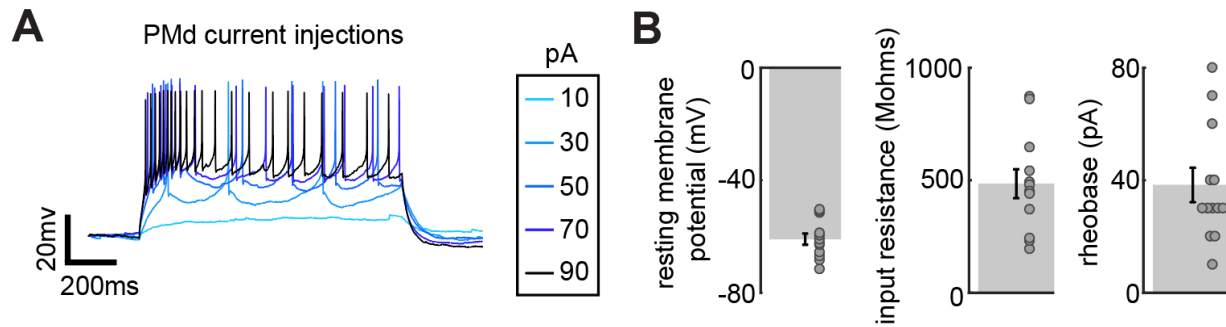 A
PMd current injections
20mv
200ms
pA
10
30
50
70
90
B
resting membrane
potential (mV)
0
-40
-80
input resistance (Mohms)
1000
500
0
rheobase (pA)
80
40
0